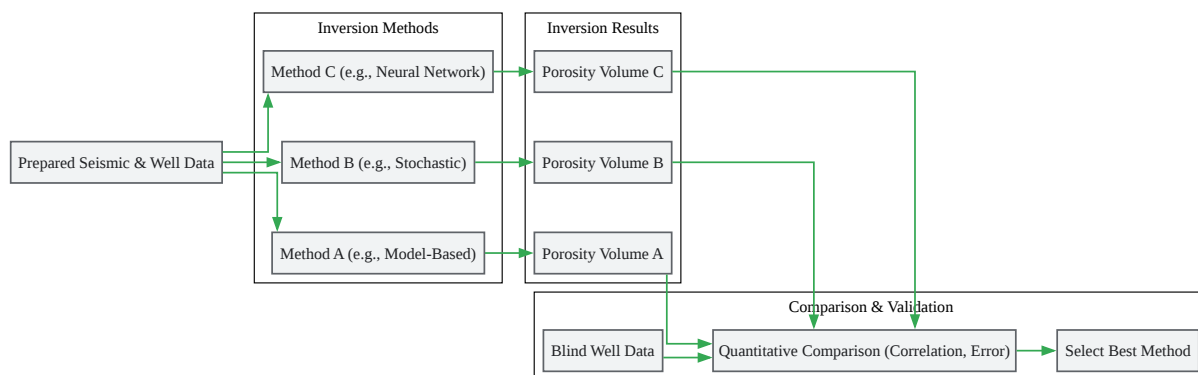 Inversion Methods
Inversion Results
Method C (e.g., Neural Network)
Porosity Volume C
Prepared Seismic & Well Data
Method B (e.g., Stochastic)
Porosity Volume B
Method A (e.g., Model-Based)
Porosity Volume A
Comparison & Validation
Blind Well Data
Quantitative Comparison (Correlation, Error)
Select Best Method